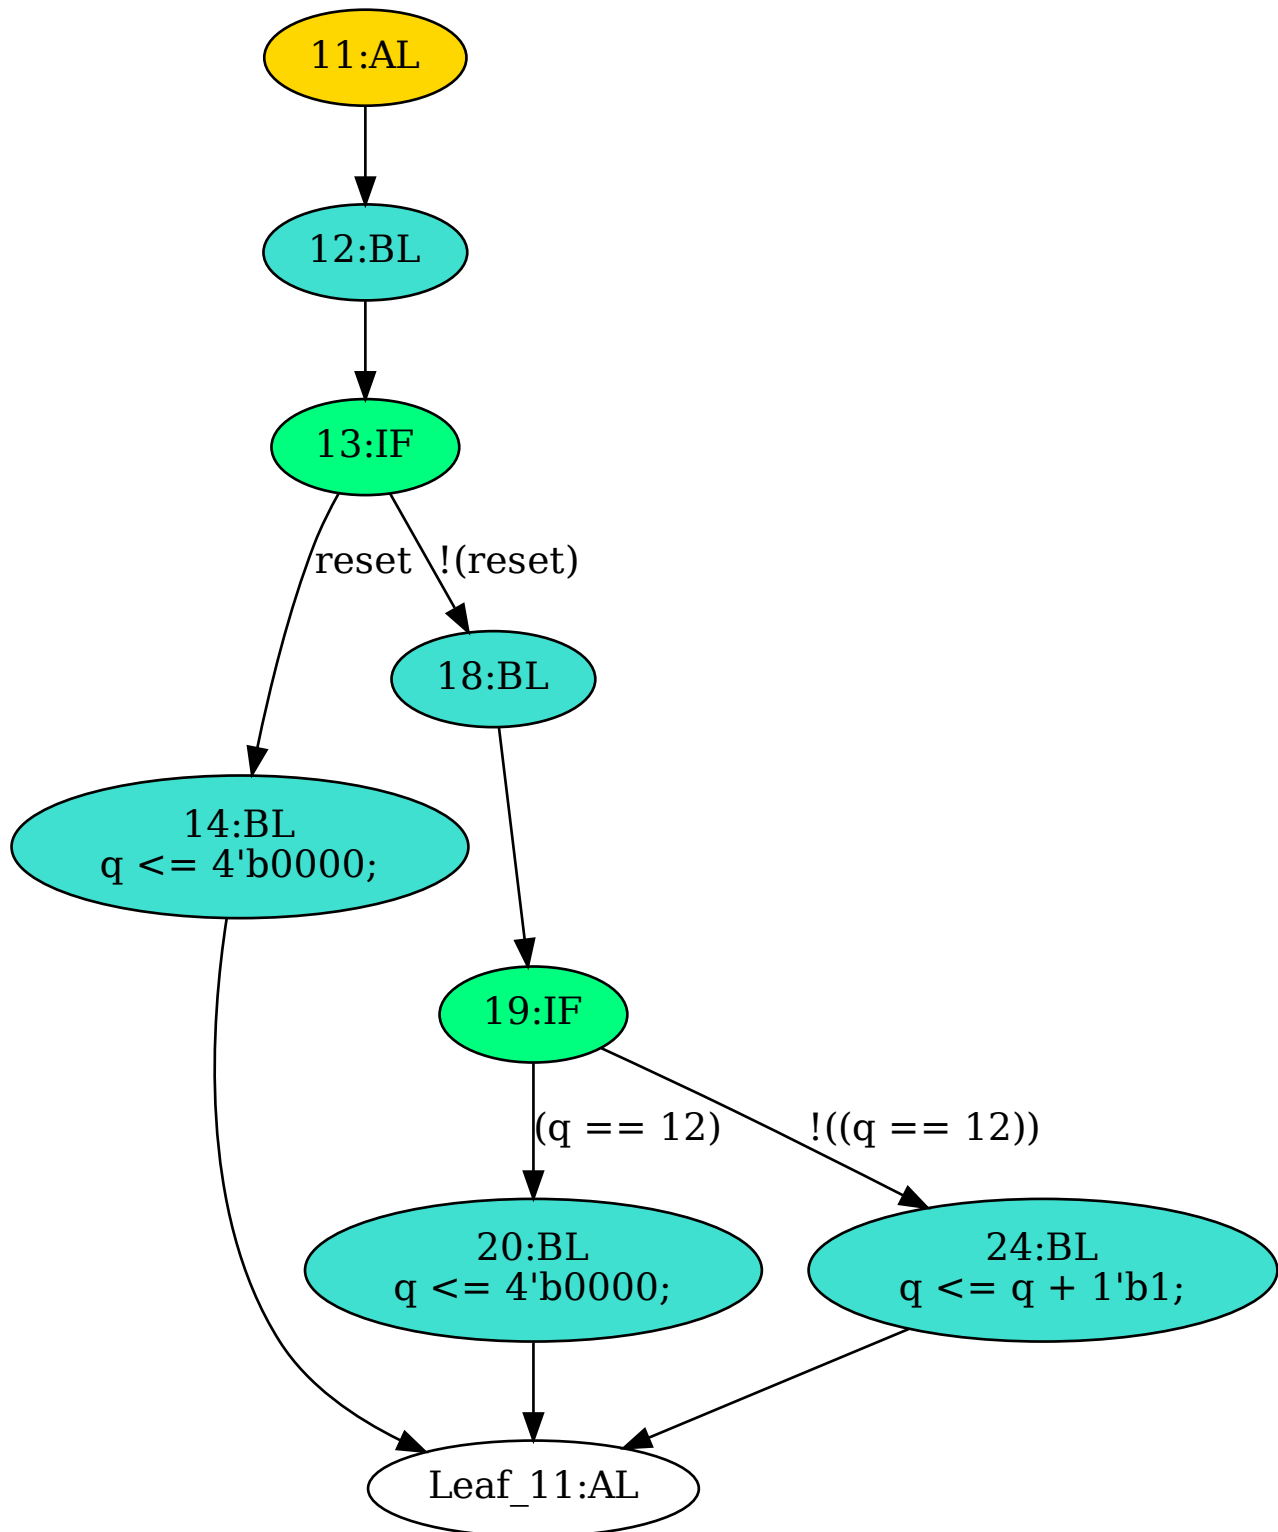 11:AL
12:BL
13:IF
reset
!(reset)
18:BL
14:BL
q <= 4'b0000;
19:IF
(q == 12)
!((q == 12))
20:BL
q <= 4'b0000;
24:BL
q <= q + 1'b1;
Leaf_11:AL